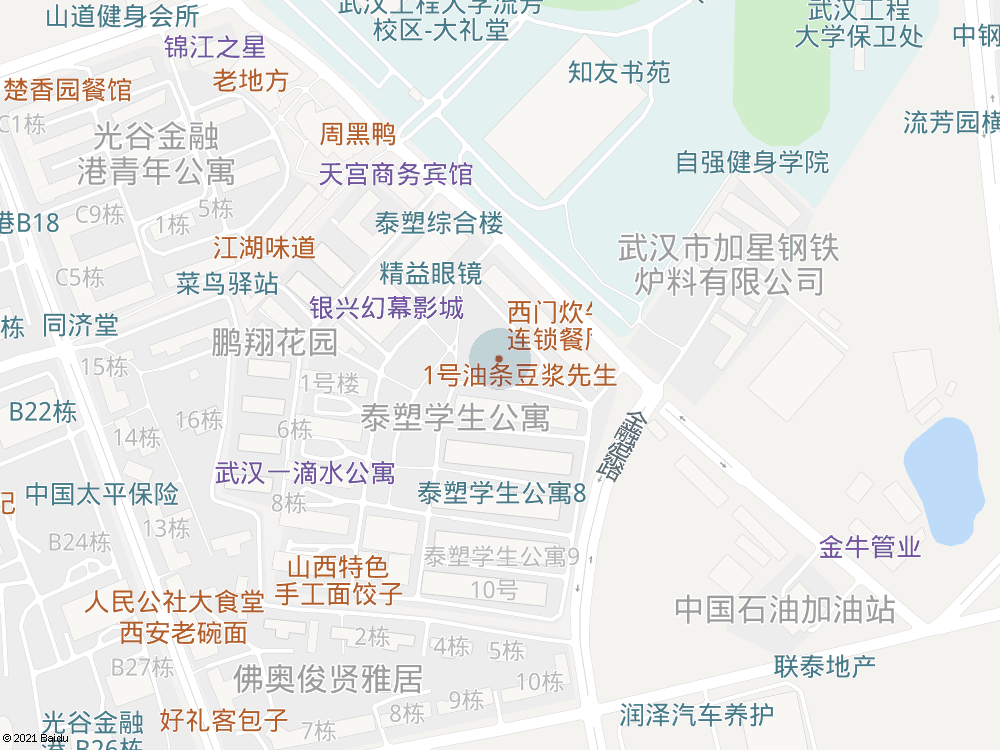 山道健身会所
武汉工程大学流芳
校区-大礼堂
武汉工程
大学保卫处
中钢
锦江之星
老地方
知友书苑
楚香园餐馆
C1栋
光谷金融
港青年公寓
周黑鸭
流芳园横
天宫商务宾馆
自强健身学院
C9栋
5栋
1栋
港B18
泰塑综合楼
江湖味道
武汉市加星钢铁
炉料有限公司
C5栋
菜鸟驿站
精益眼镜
银兴幻幕影城
西门炊
连锁餐
栋
同济堂
鹏翔花园
15栋
1号楼
1号油条豆浆先生
B22栋
16栋
泰塑学生公寓
14栋
6栋
金融港路
武汉一滴水公寓
中国太平保险
8栋
泰塑学生公寓8
记
13栋
B24栋
泰塑学生公寓9
金牛管业
山西特色
手工面饺子
10号
人民公社大食堂
西安老碗面
中国石油加油站
2栋
4栋
5栋
B27栋
佛奥俊贤雅居
联泰地产
10栋
9栋
8栋
7栋
光谷金融
港B26栋
好礼客包子
润泽汽车养护
© 2021 Baidu